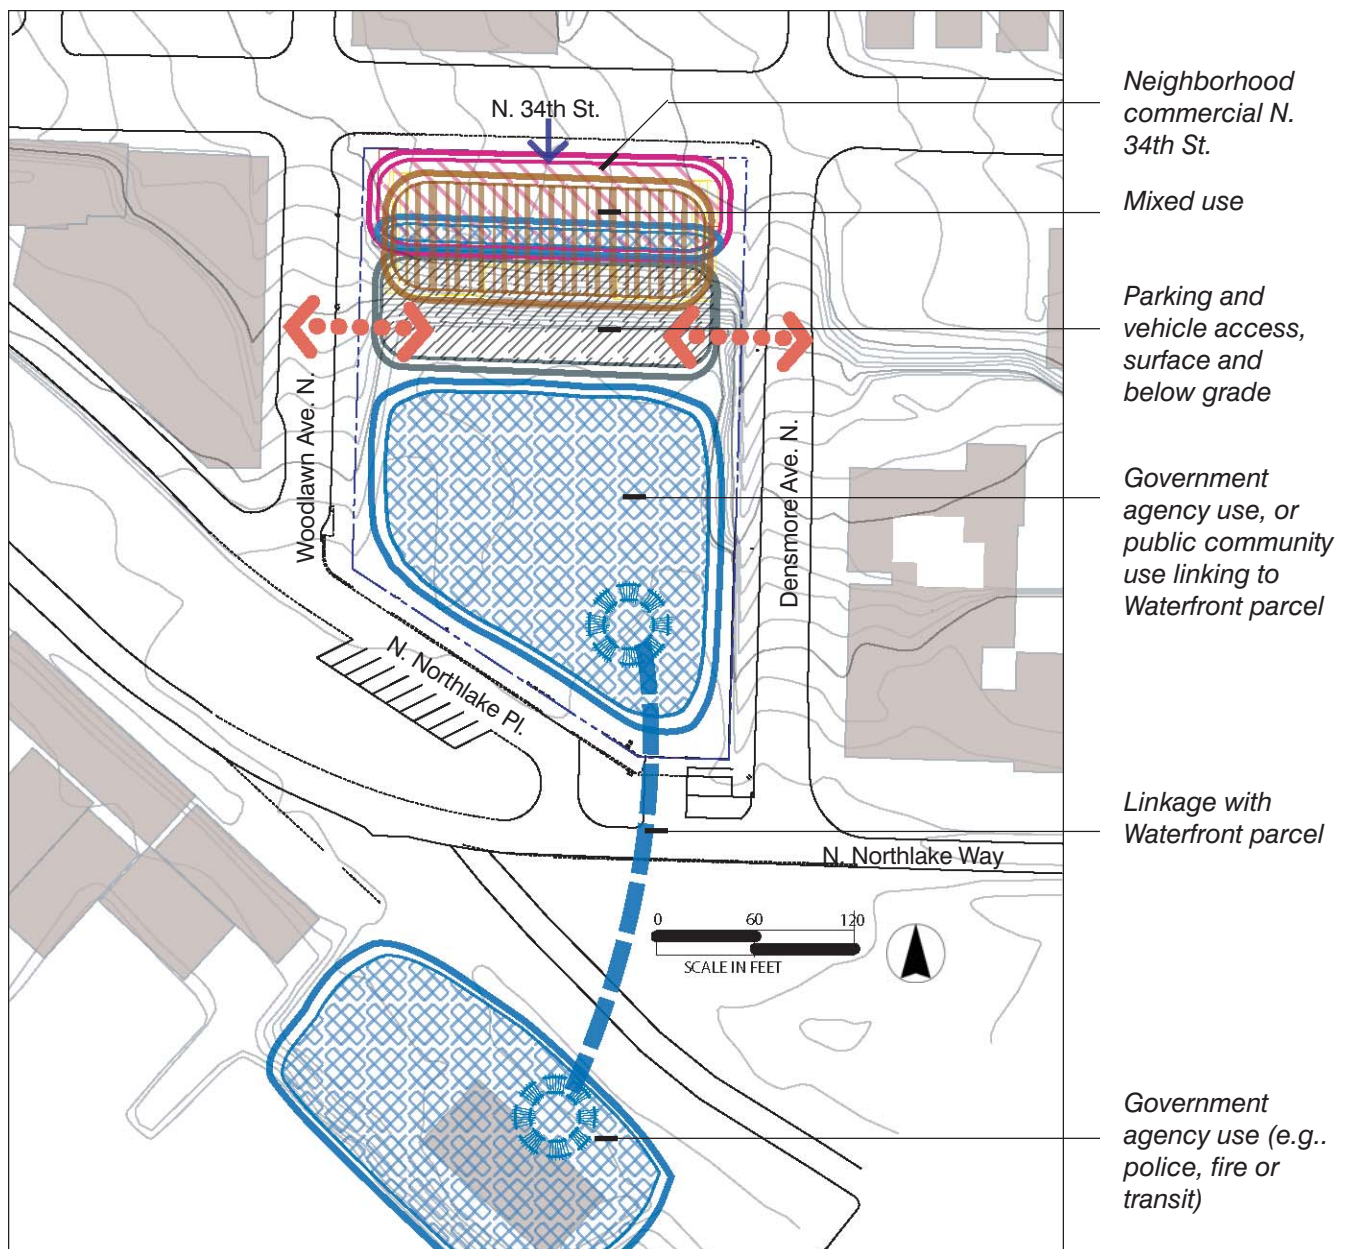 N. 34th St.
Neighborhood
commercial N.
34th St.
Mixed use
Parking and
vehicle access,
surface and
below grade
Woodlawn Ave. N.
Densmore Ave. N.
Government
agency use, or
public community
use linking to
Waterfront parcel
N. Northlake Pl.
Linkage with
Waterfront parcel
N. Northlake Way
0 60 120
SCALE IN FEET
Government
agency use (e.g..
police, fire or
transit)